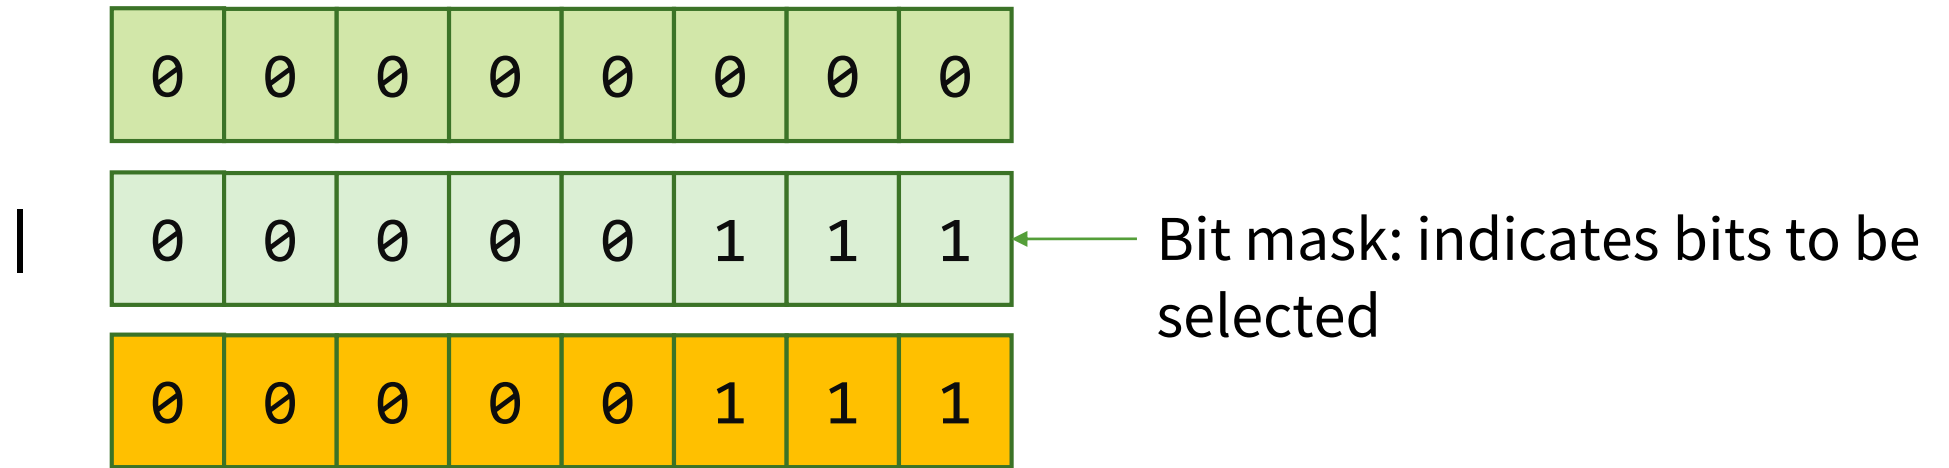 0 0 0 0 0 0 0 0
| 0 0 0 0 0 1 1 1
Bit mask: indicates bits to be
selected
0 0 0 0 0 1 1 1